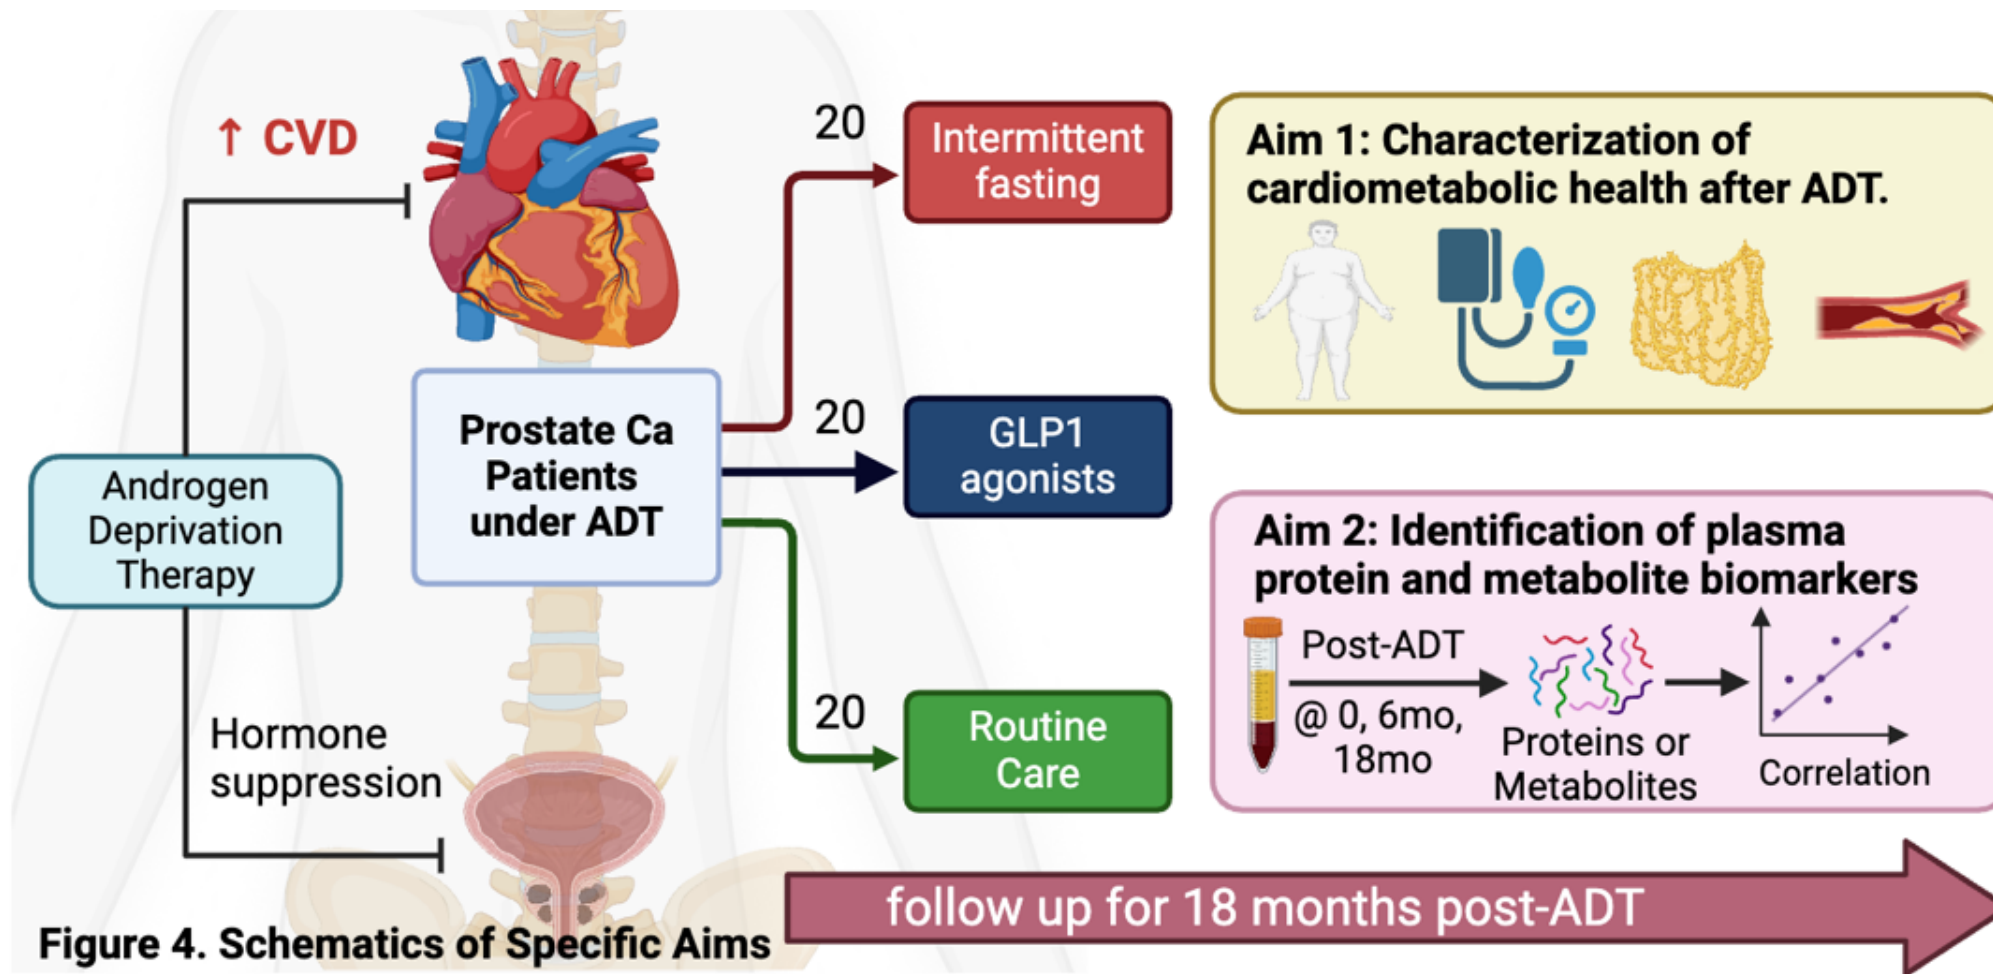 ↑ CVD
Androgen
Deprivation
Therapy
Hormone
suppression
Prostate Ca
Patients
under ADT
20
Intermittent
fasting
20
GLP1
agonists
20
Routine
Care
Aim 1: Characterization of
cardiometabolic health after ADT.
Aim 2: Identification of plasma
protein and metabolite biomarkers
Post-ADT
@ 0, 6mo,
18mo
Proteins or
Metabolites
Correlation
follow up for 18 months post-ADT
Figure 4. Schematics of Specific Aims